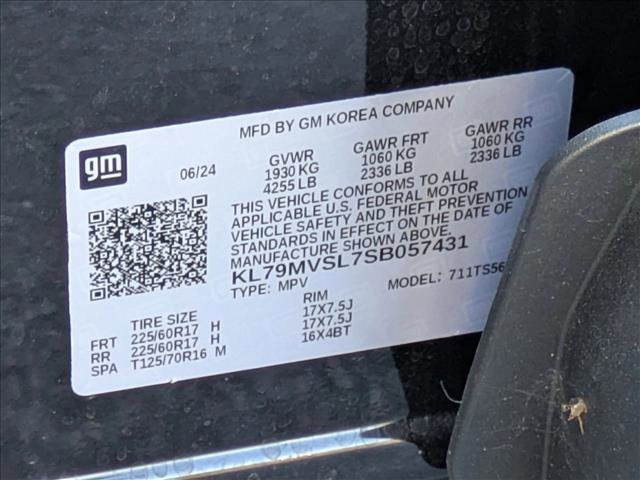 MFD BY GM KOREA COMPANY
gm
06/24
GVWR GAWR FRT GAWR RR
1930 KG 1060 KG 1060 KG
4255 LB 2336 LB 2336 LB
THIS VEHICLE CONFORMS TO ALL
APPLICABLE U.S. FEDERAL MOTOR
VEHICLE SAFETY AND THEFT PREVENTION
STANDARDS IN EFFECT ON THE DATE OF
MANUFACTURE SHOWN ABOVE.
KL79MVSL7SB057431
TYPE: MPV MODEL: 711TS56
TIRE SIZE RIM
FRT 225/60R17 H 17X7.5J
RR 225/60R17 H 17X7.5J
SPA T125/70R16 M 16X4BT